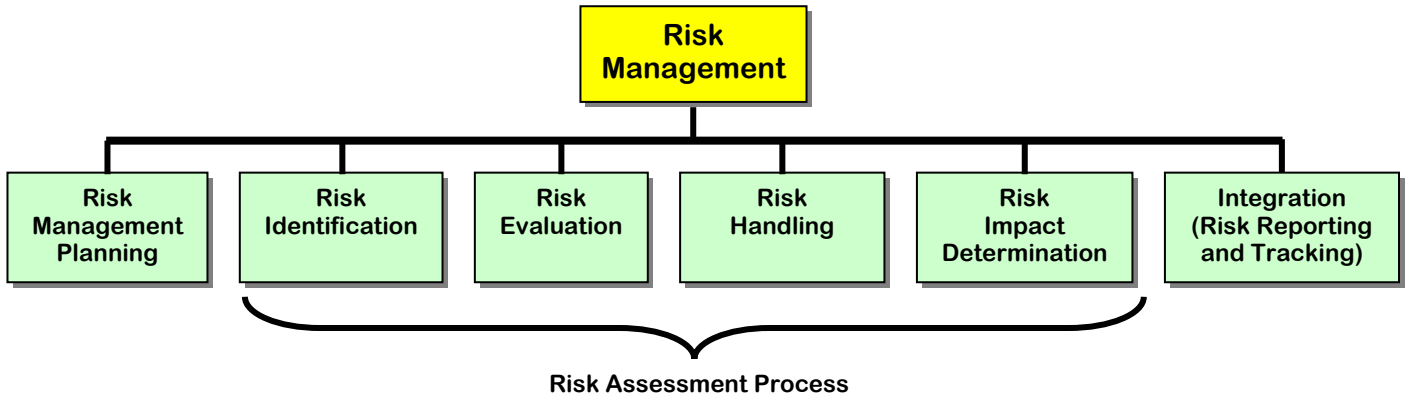 Risk
Management
Risk
Management
Planning
Risk
Identification
Risk
Evaluation
Risk
Handling
Risk
Impact
Determination
Integration
(Risk Reporting
and Tracking)
Risk Assessment Process